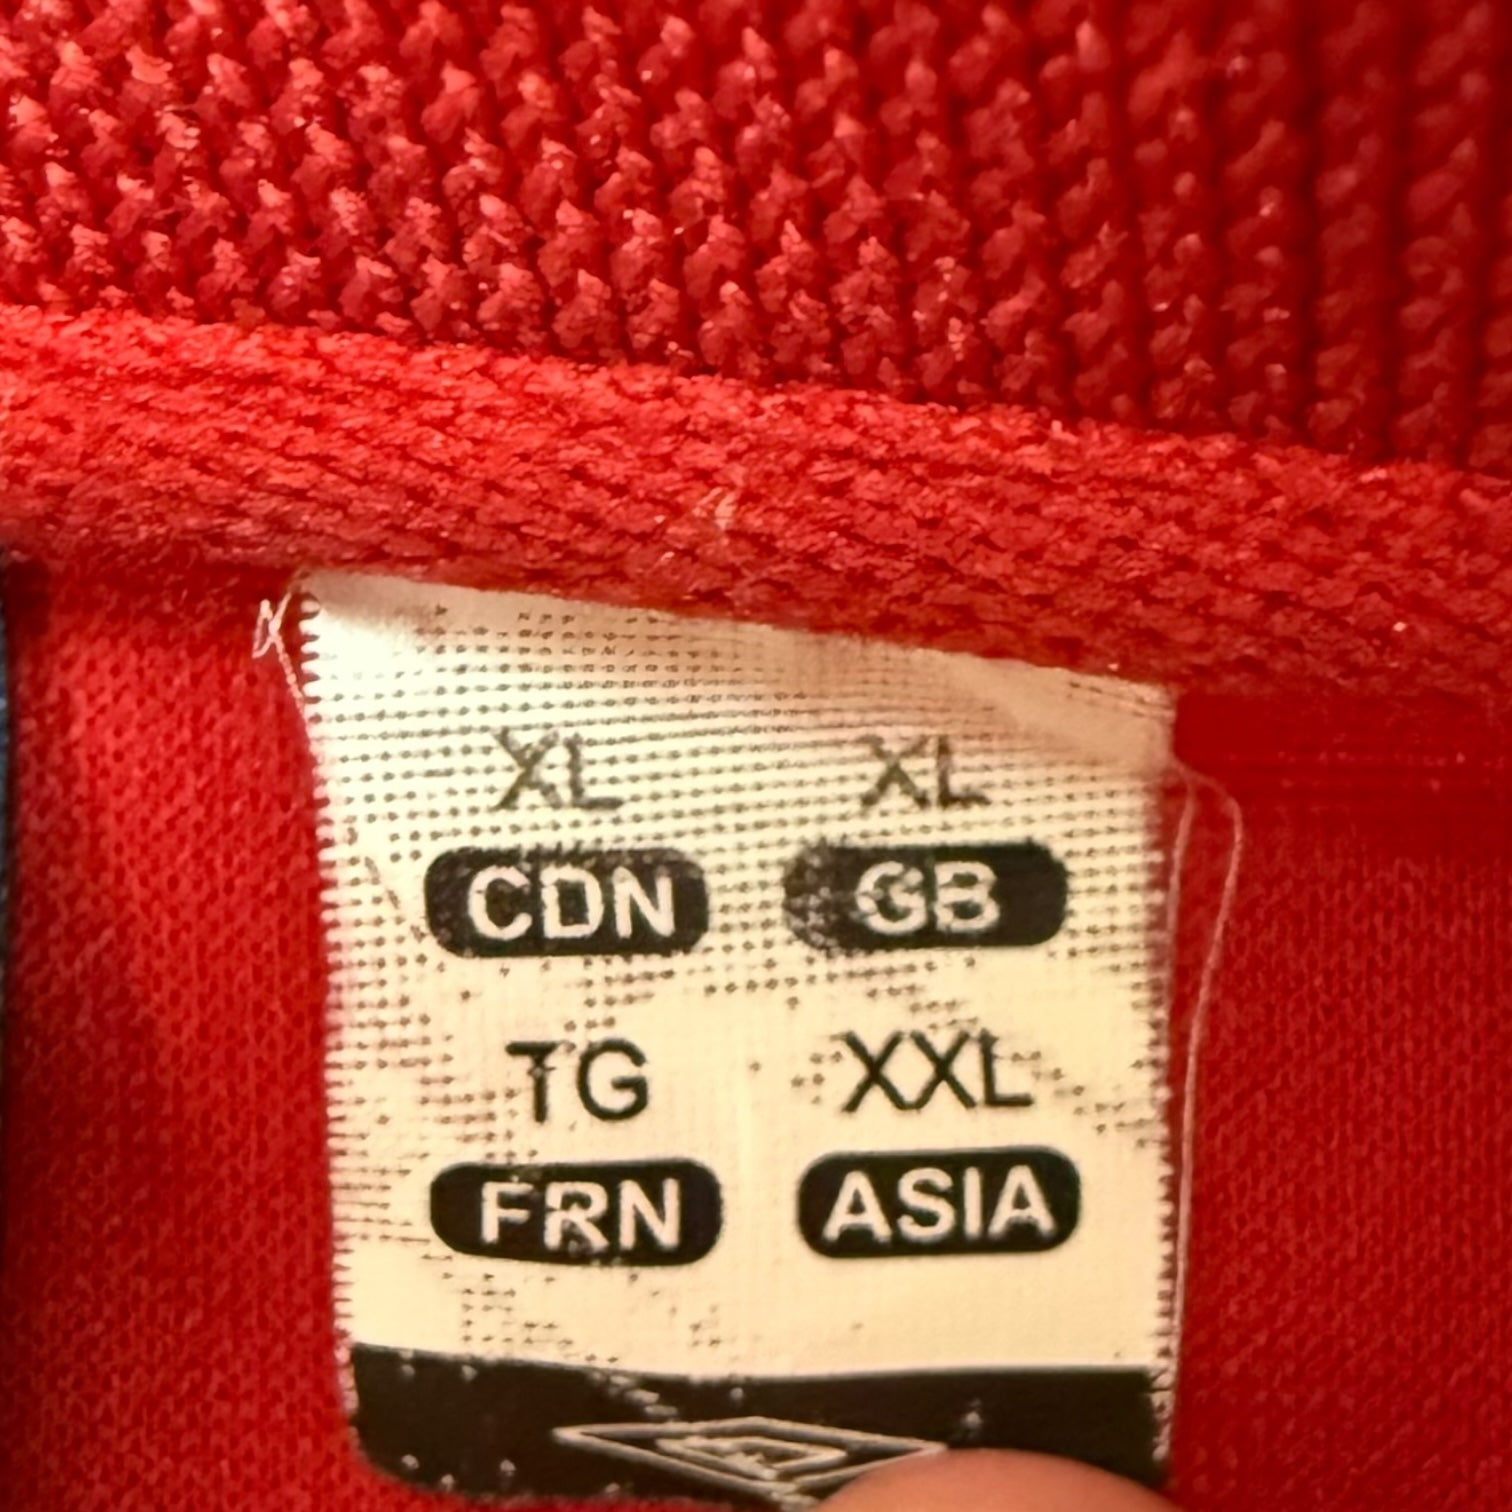 XL XL
CDN GB
TG XXL
FRN ASIA